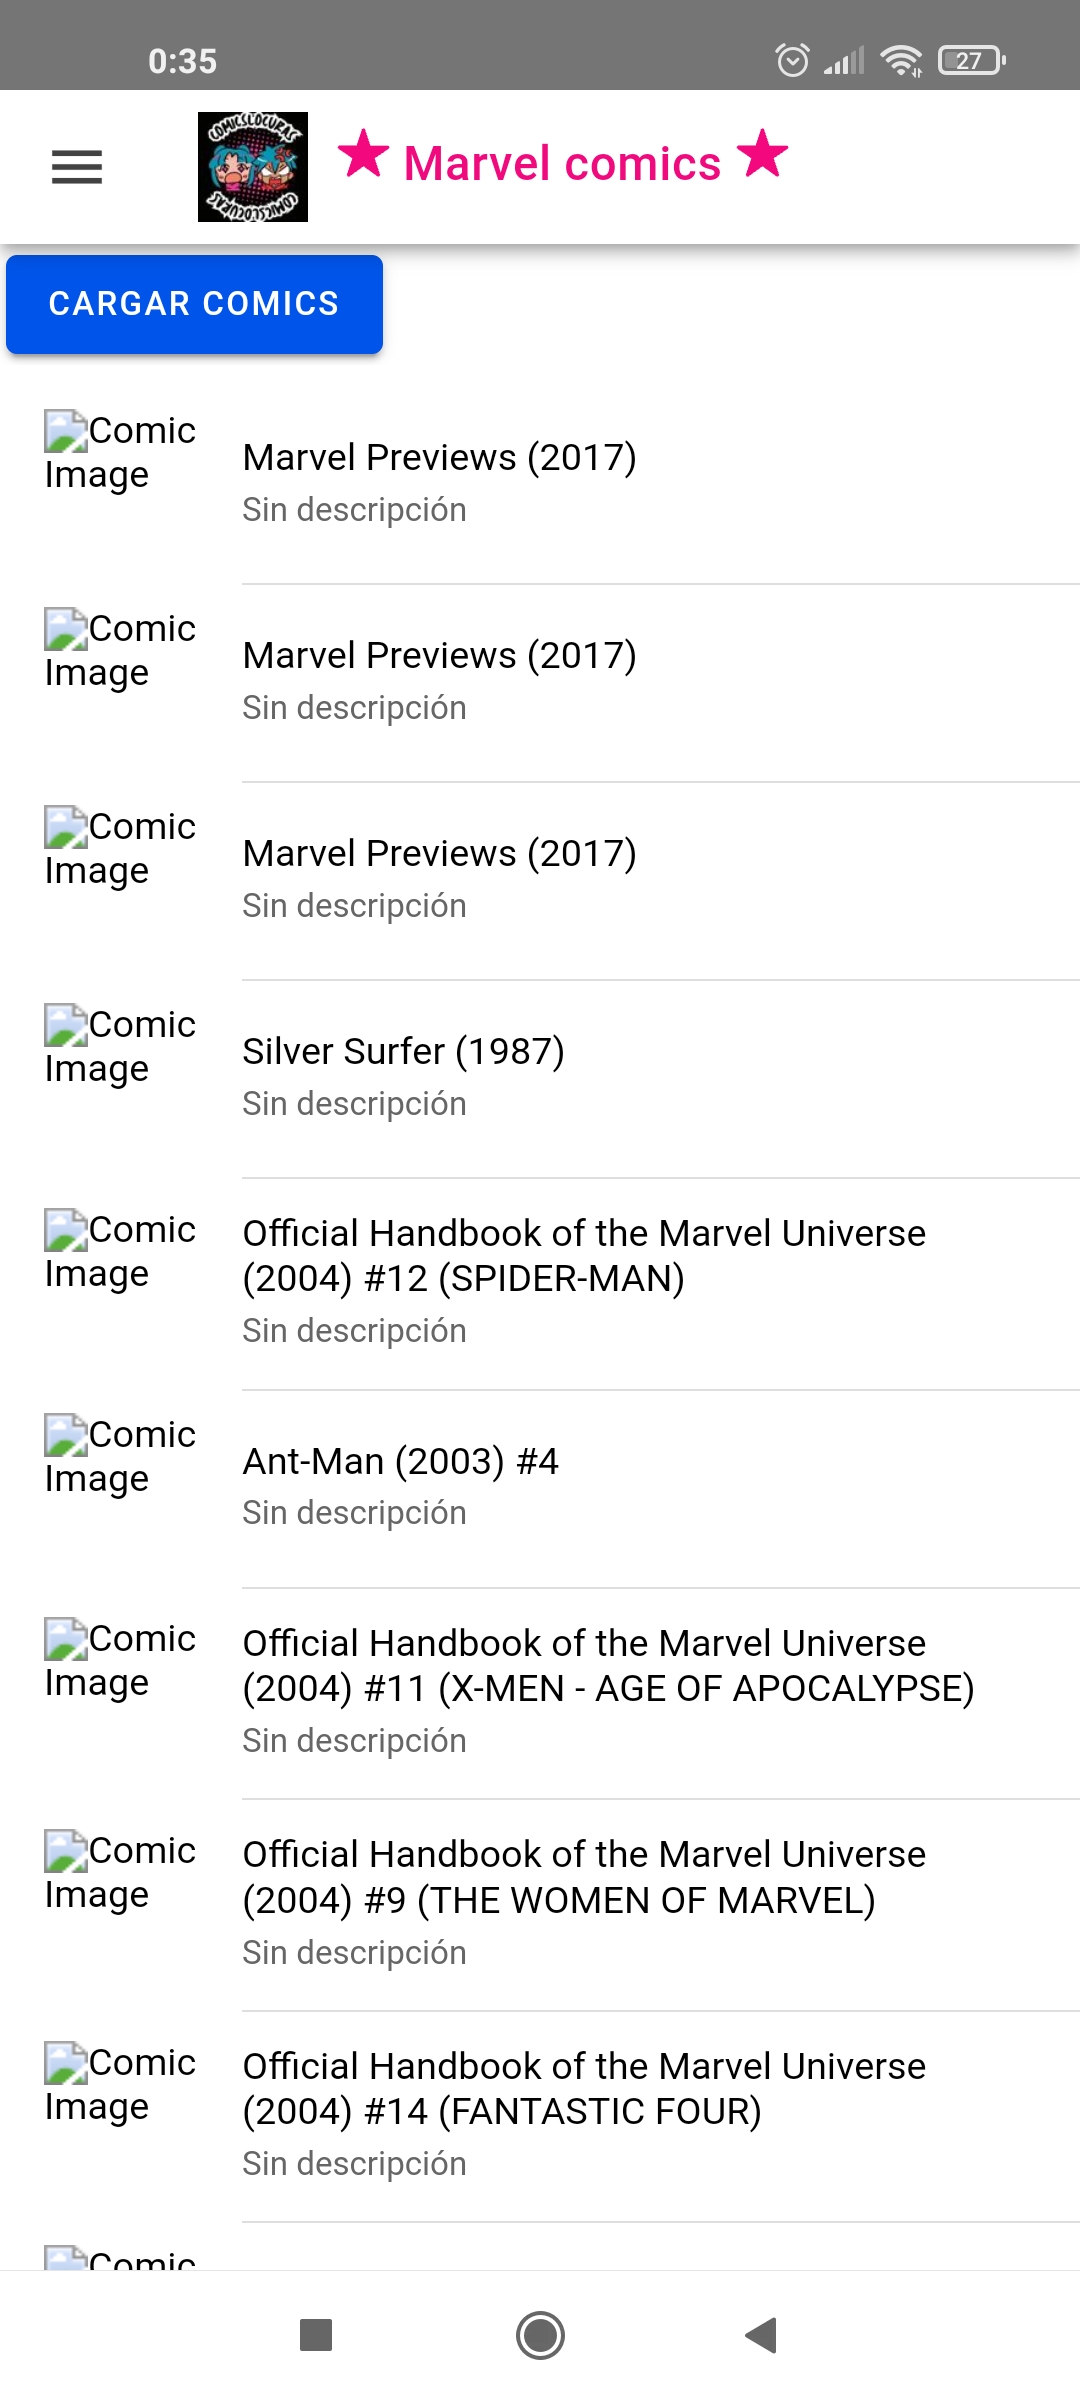 0:35
27
COMICSLOCURAS
COMICSLOCURAS
Marvel comics
CARGAR COMICS
Comic
Image
Marvel Previews (2017)
Sin descripción
Comic
Image
Marvel Previews (2017)
Sin descripción
Comic
Image
Marvel Previews (2017)
Sin descripción
Comic
Image
Silver Surfer (1987)
Sin descripción
Comic
Image
Official Handbook of the Marvel Universe
(2004) #12 (SPIDER-MAN)
Sin descripción
Comic
Image
Ant-Man (2003) #4
Sin descripción
Comic
Image
Official Handbook of the Marvel Universe
(2004) #11 (X-MEN - AGE OF APOCALYPSE)
Sin descripción
Comic
Image
Official Handbook of the Marvel Universe
(2004) #9 (THE WOMEN OF MARVEL)
Sin descripción
Comic
Image
Official Handbook of the Marvel Universe
(2004) #14 (FANTASTIC FOUR)
Sin descripción
Comic